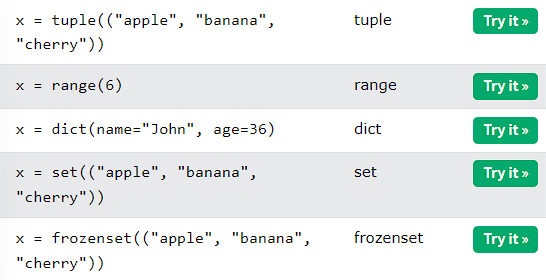 x = tuple(("apple", "banana", tuple Try it »
"cherry"))
x = range(6) range Try it »
x = dict(name="John", age=36) dict Try it »
x = set(("apple", "banana", set Try it »
"cherry"))
x = frozenset(("apple", "banana", frozenset Try it »
"cherry"))